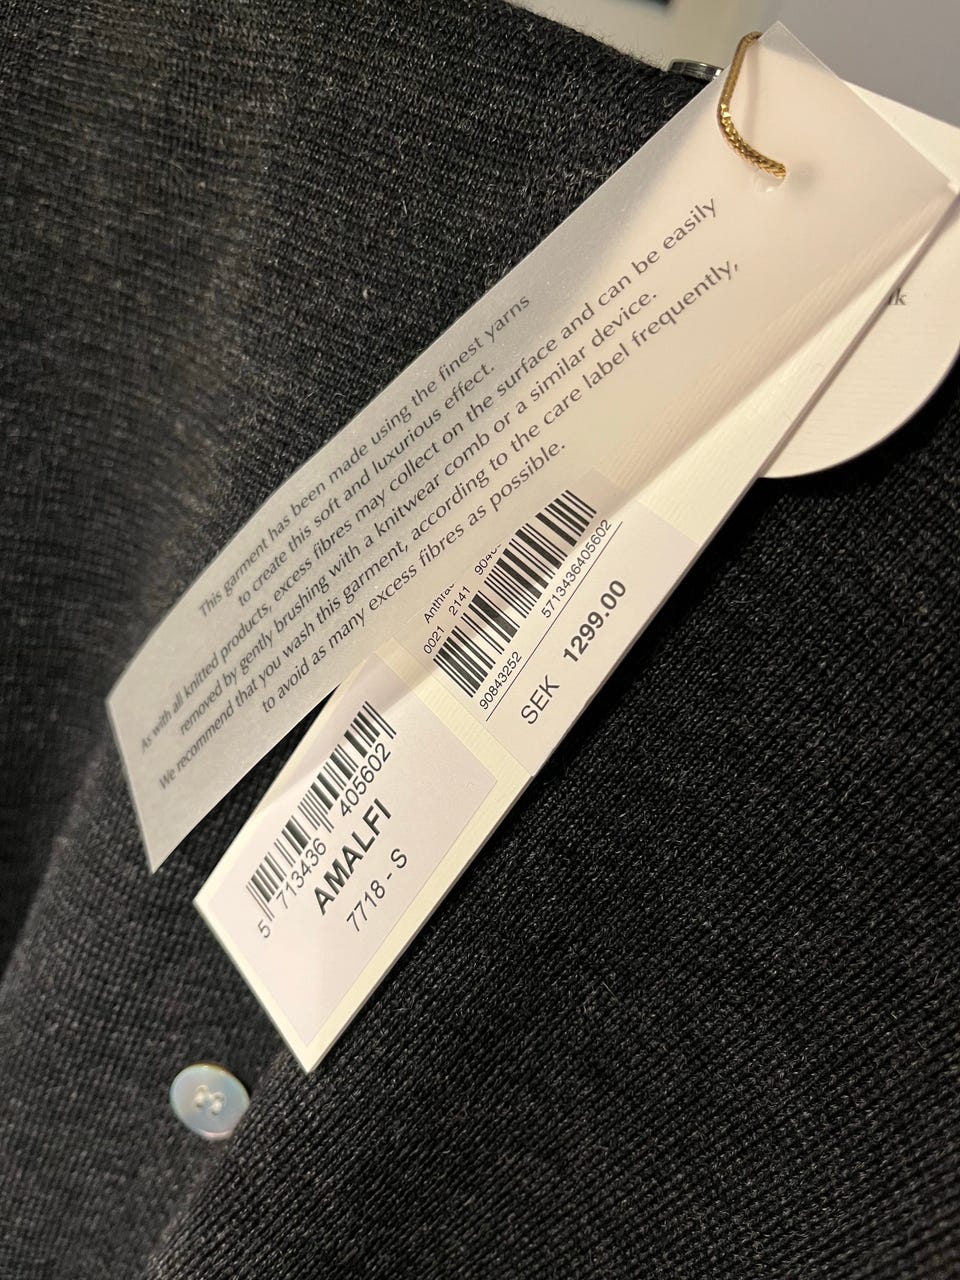 This garment has been made using the finest yarns
to create this soft and luxurious effect.
As with all knitted products, excess fibres may collect on the surface and can be easily
removed by gently brushing with a knitwear comb or a similar device.
We recommend that you wash this garment, according to the care label frequently,
to avoid as many excess fibres as possible.
0021 2141
90843252 5713436405602
SEK 1299.00
5 713436 405602
AMALFI
7718 - S